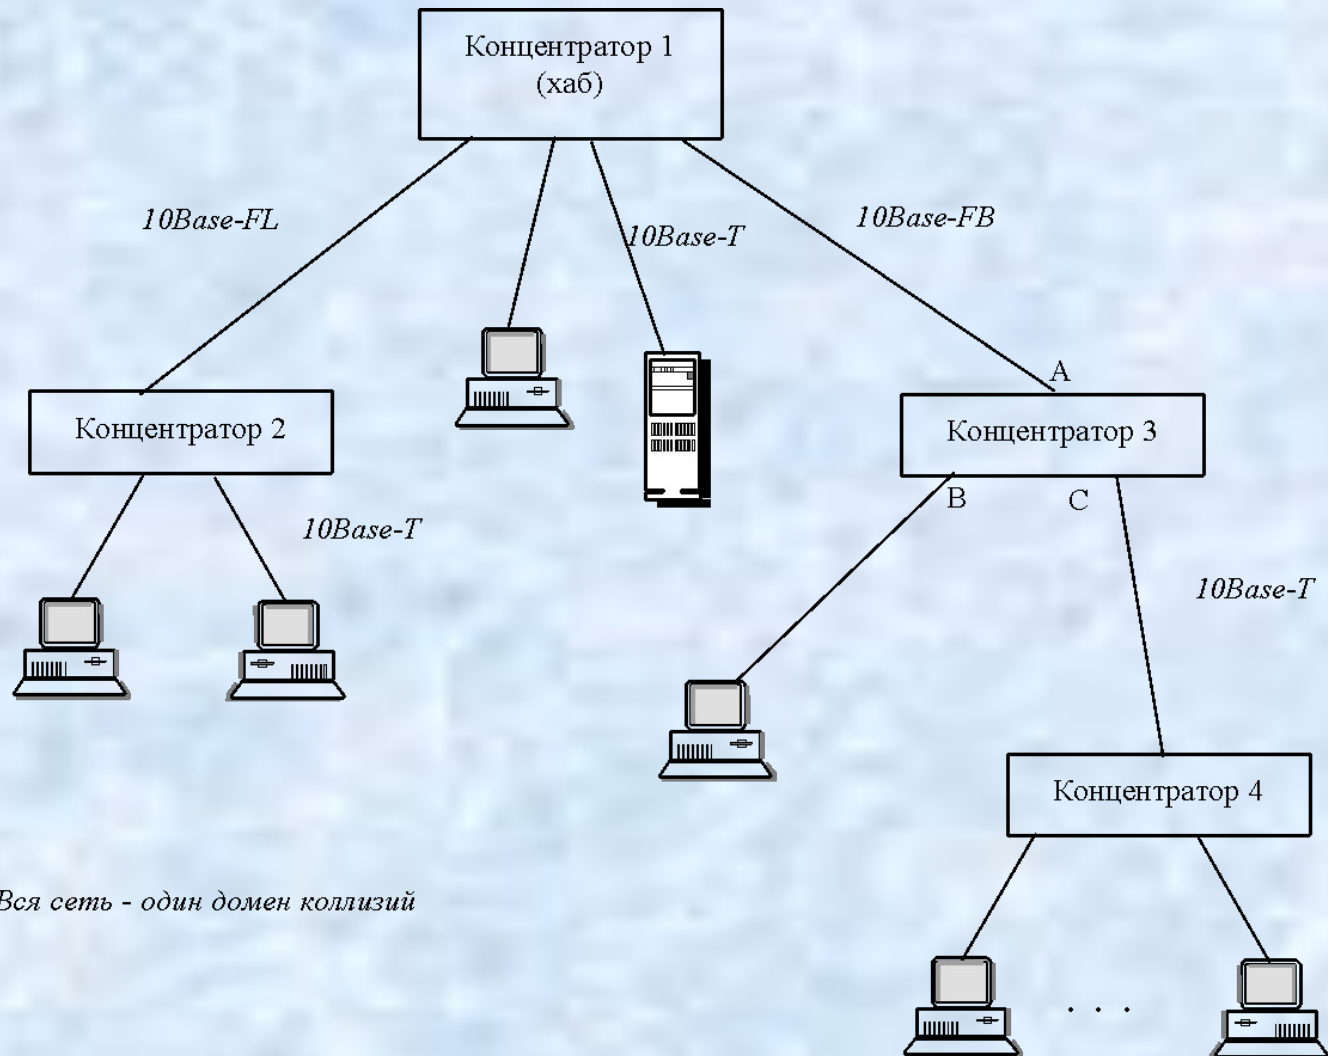 Концентратор 1
(хаб)
10Base-FL
10Base-T
10Base-FB
A
Концентратор 2
Концентратор 3
B
C
10Base-T
10Base-T
Концентратор 4
Вся сеть - один домен коллизий
. . .